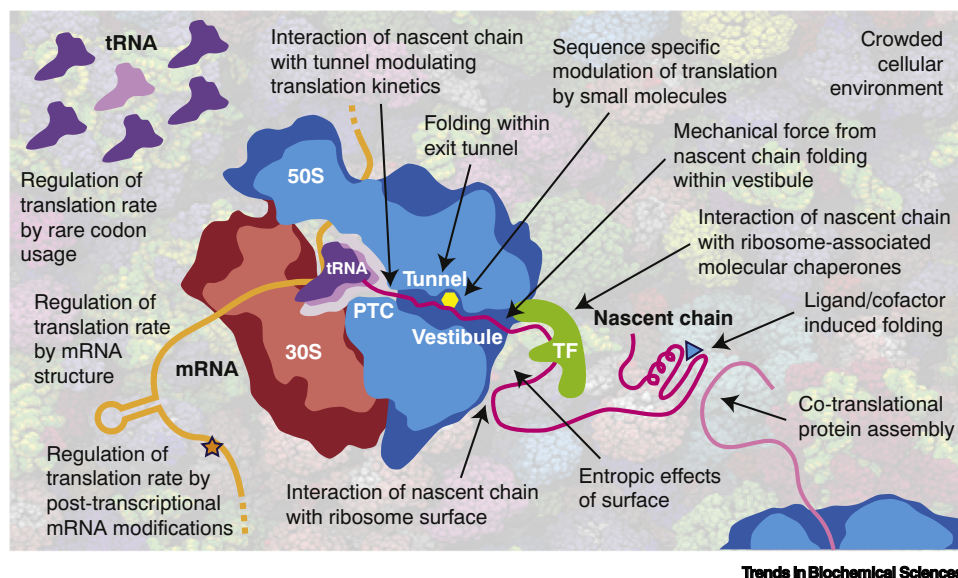 tRNA
Interaction of nascent chain
with tunnel modulating
translation kinetics
Sequence specific
modulation of translation
by small molecules
Crowded
cellular
environment
Folding within
exit tunnel
Mechanical force from
nascent chain folding
within vestibule
50S
Regulation of
translation rate
by rare codon
usage
Interaction of nascent chain
with ribosome-associated
molecular chaperones
tRNA
Tunnel
PTC
Vestibule
Nascent chain
Ligand/cofactor
induced folding
Regulation of
translation rate
by mRNA
structure
mRNA
30S
TF
Co-translational
protein assembly
Regulation of
translation rate by
post-transcriptional
mRNA modifications
Interaction of nascent chain
with ribosome surface
Entropic effects
of surface
Trends in Biochemical Sciences